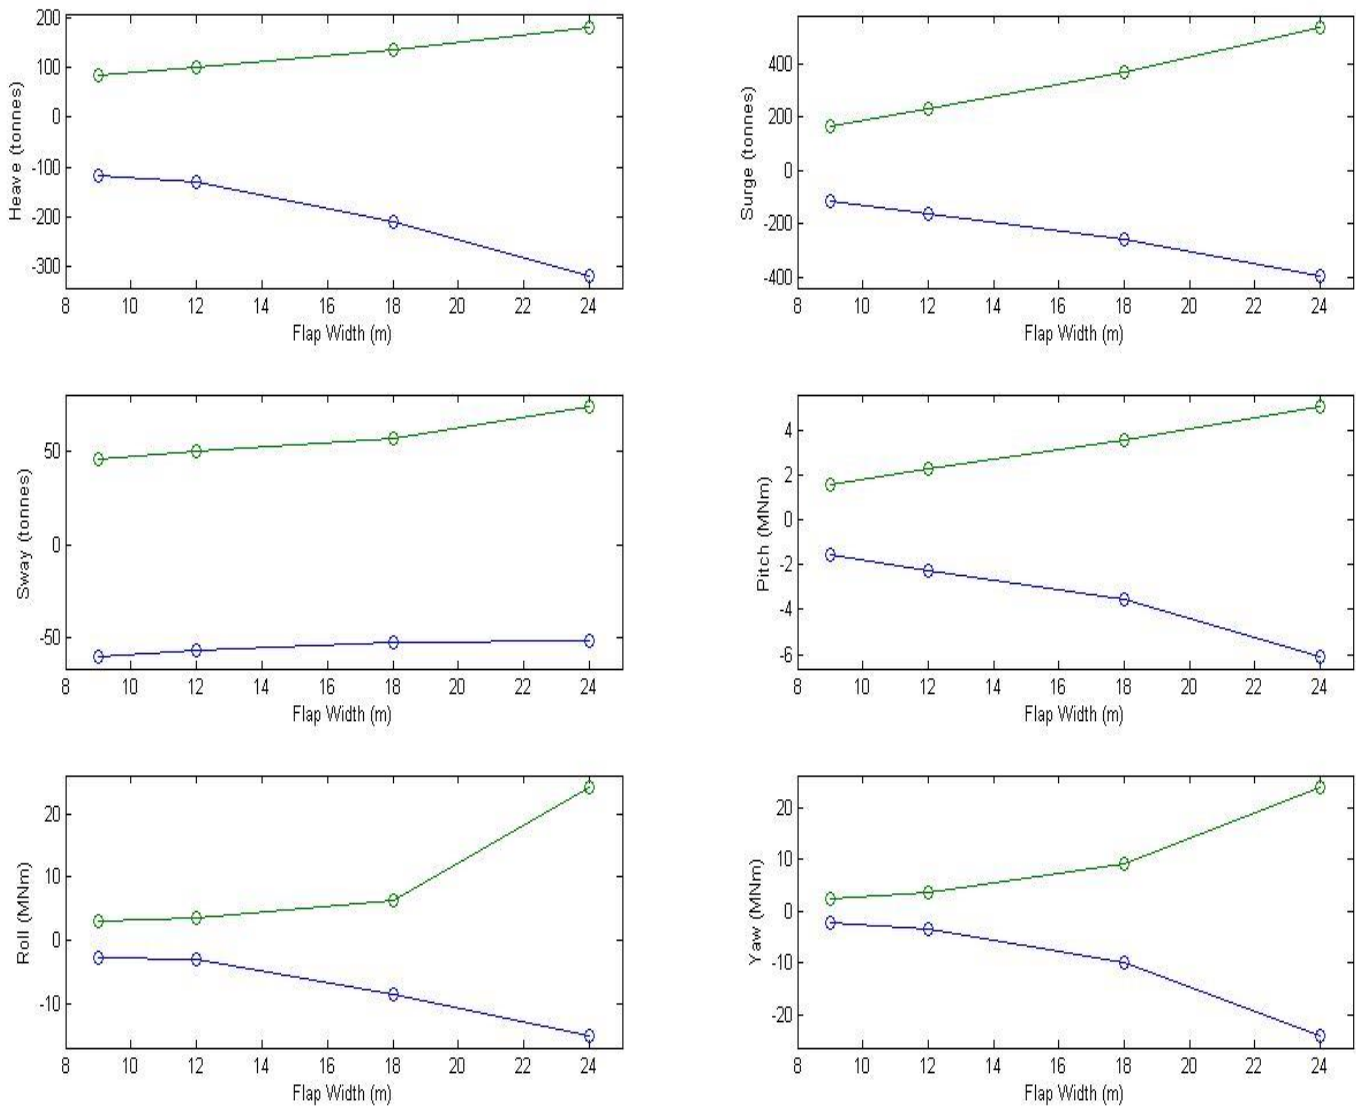 200
100
0
-100
-200
-300
Heave (tonnes)
8 10 12 14 16 18 20 22 24
Flap Width (m)
400
200
0
-200
-400
Surge (tonnes)
8 10 12 14 16 18 20 22 24
Flap Width (m)
50
0
-50
Sway (tonnes)
8 10 12 14 16 18 20 22 24
Flap Width (m)
4
2
0
-2
-4
-6
Pitch (MNm)
8 10 12 14 16 18 20 22 24
Flap Width (m)
20
10
0
-10
Roll (MNm)
8 10 12 14 16 18 20 22 24
Flap Width (m)
20
10
0
-10
-20
Yaw (MNm)
8 10 12 14 16 18 20 22 24
Flap Width (m)